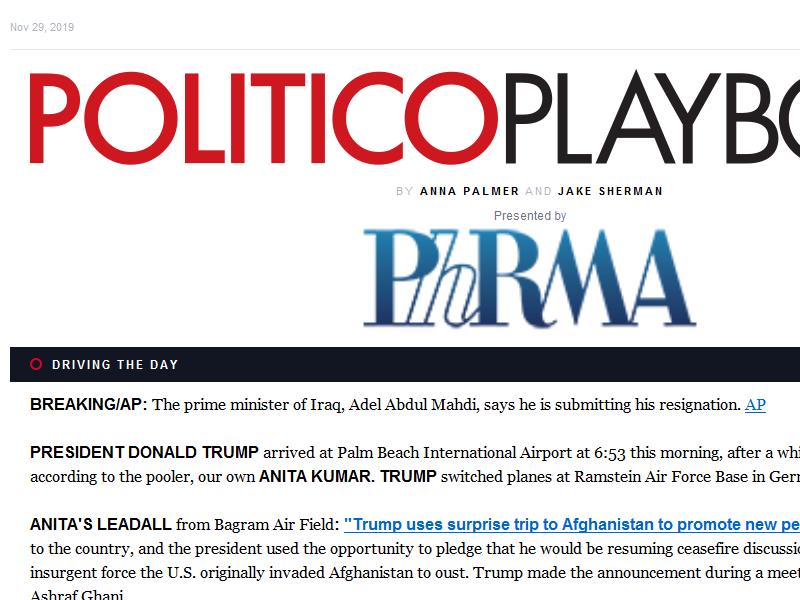 Nov 29, 2019
POLITICOPLAYBO
BY ANNA PALMER AND JAKE SHERMAN
Presented by
PhRMA
DRIVING THE DAY
BREAKING/AP: The prime minister of Iraq, Adel Abdul Mahdi, says he is submitting his resignation. AP
PRESIDENT DONALD TRUMP arrived at Palm Beach International Airport at 6:53 this morning, after a whi
according to the pooler, our own ANITA KUMAR. TRUMP switched planes at Ramstein Air Force Base in Ger
ANITA'S LEADALL from Bagram Air Field: "Trump uses surprise trip to Afghanistan to promote new pe
to the country, and the president used the opportunity to pledge that he would be resuming ceasefire discussi
insurgent force the U.S. originally invaded Afghanistan to oust. Trump made the announcement during a meet
Ashraf Ghani